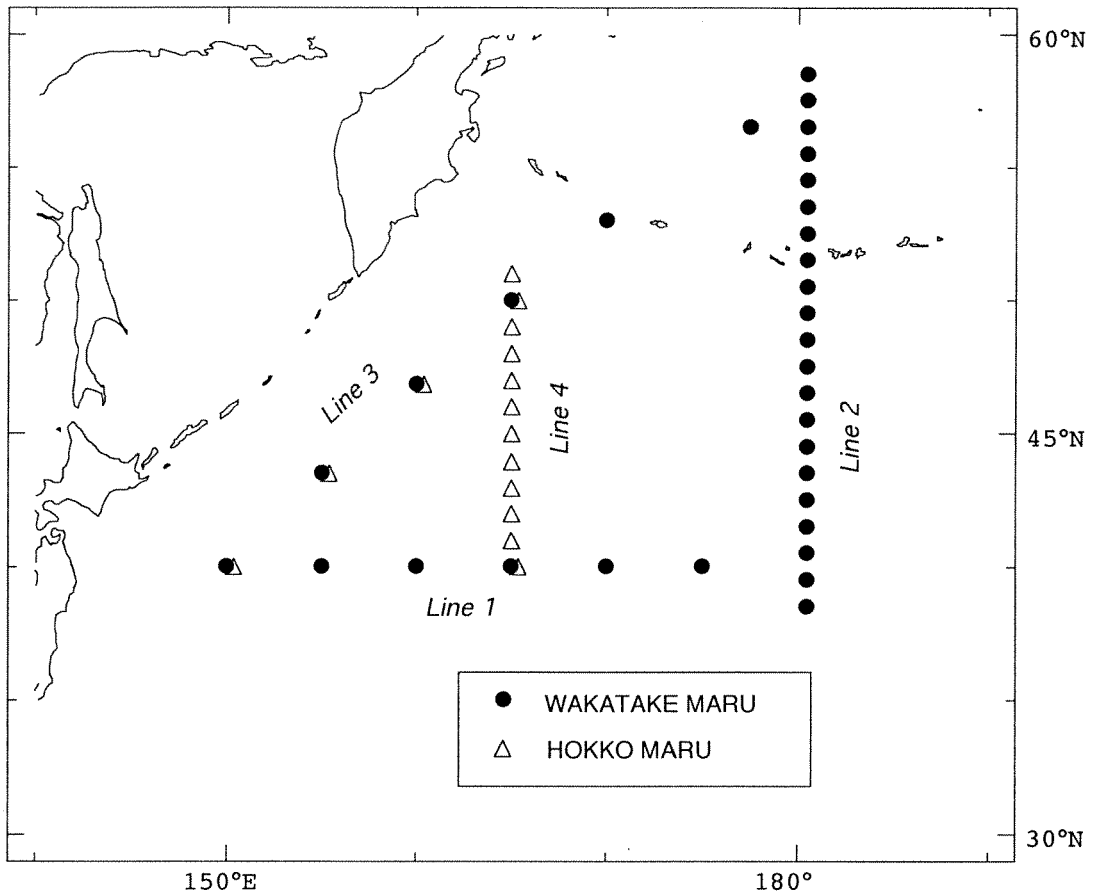 60°N
Line 3
Line 4
Line 2
45°N
Line 1
WAKATAKE MARU
HOKKO MARU
30°N
150°E
180°